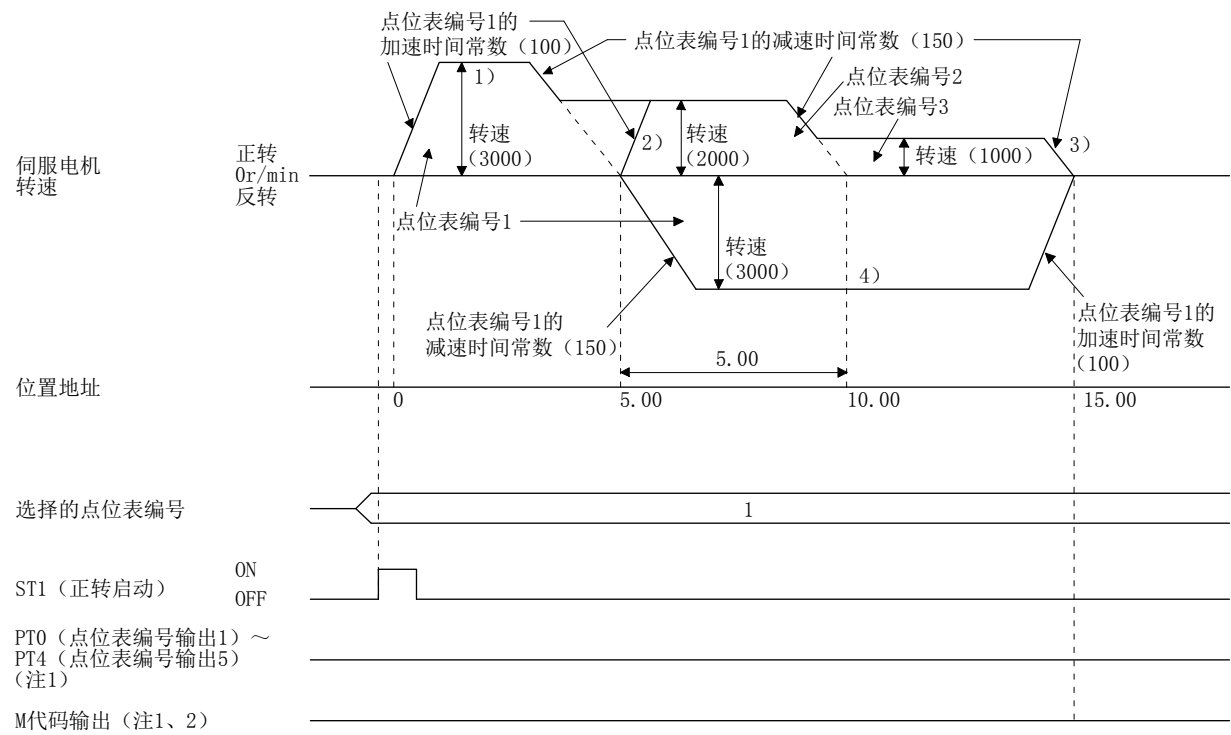 点位表编号1的
加速时间常数（100）
点位表编号1的减速时间常数（150）
1）
点位表编号2
点位表编号3
伺服电机
转速
正转
0r/min
反转
转速
（3000）
2）
转速
（2000）
转速（1000）
3）
点位表编号1
转速
（3000）
4）
点位表编号1的
减速时间常数（150）
点位表编号1的
加速时间常数
（100）
5.00
位置地址
0
5.00
10.00
15.00
选择的点位表编号
1
ST1（正转启动）
ON
OFF
PT0（点位表编号输出1）～
PT4（点位表编号输出5）
（注1）
M代码输出（注1、2）